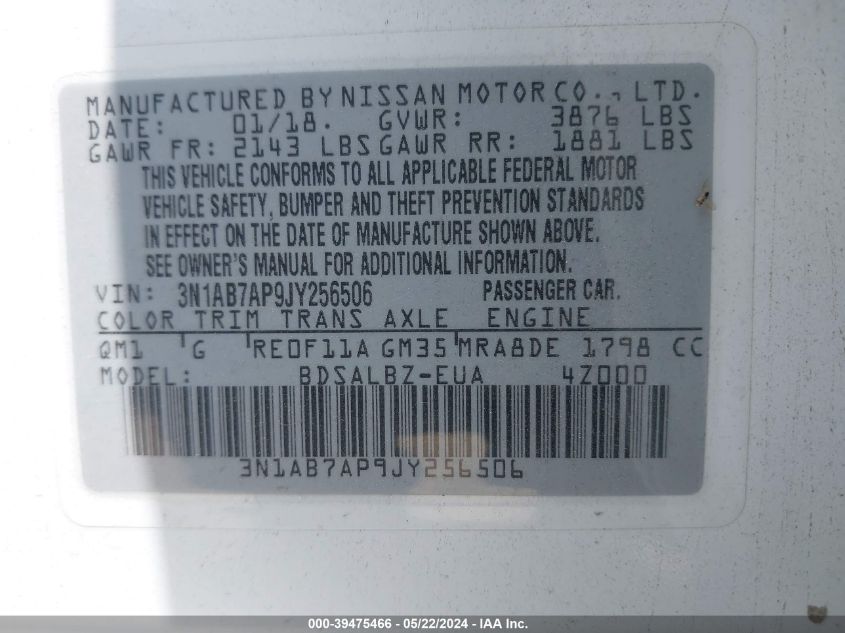 MANUFACTURED BY NISSAN MOTOR CO., LTD.
DATE: 01/18. GVWR: 3876 LBS
GAWR FR: 2143 LBS GAWR RR: 1881 LBS
THIS VEHICLE CONFORMS TO ALL APPLICABLE FEDERAL MOTOR
VEHICLE SAFETY, BUMPER AND THEFT PREVENTION STANDARDS
IN EFFECT ON THE DATE OF MANUFACTURE SHOWN ABOVE.
SEE OWNER'S MANUAL FOR ADDITIONAL INFORMATION.
VIN: 3N1AB7AP9JY256506 PASSENGER CAR.
COLOR TRIM TRANS AXLE ENGINE
QM1 G RE0F11A GM35 MRA8DE 1798 CC
MODEL: BDSALBZ-EUA 4Z000
3N1AB7AP9JY256506
000-39475466 - 05/22/2024 - IAA Inc.